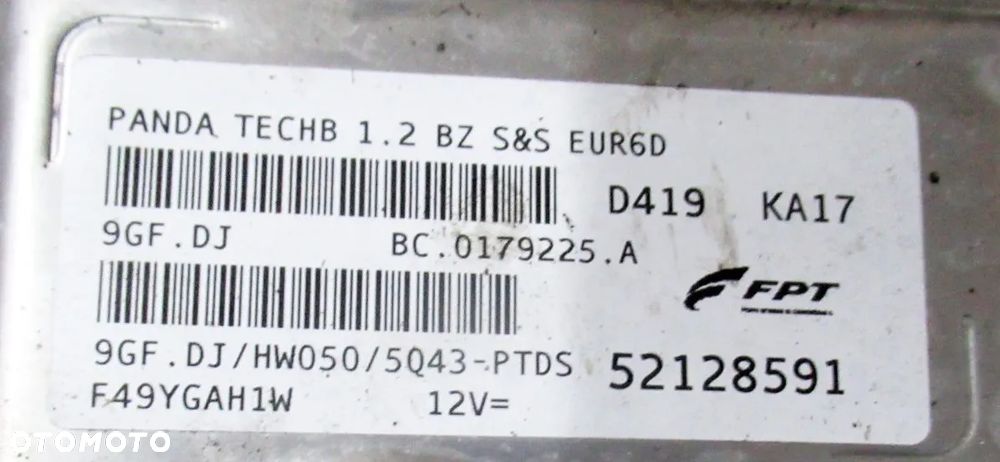 PANDA TECHB 1.2 BZ S&S EUR6D
D419 KA17
9GF.DJ BC.0179225.A
FPT
9GF.DJ/HW050/5Q43-PTDS 52128591
F49YGAH1W 12V=
OTOMOTO